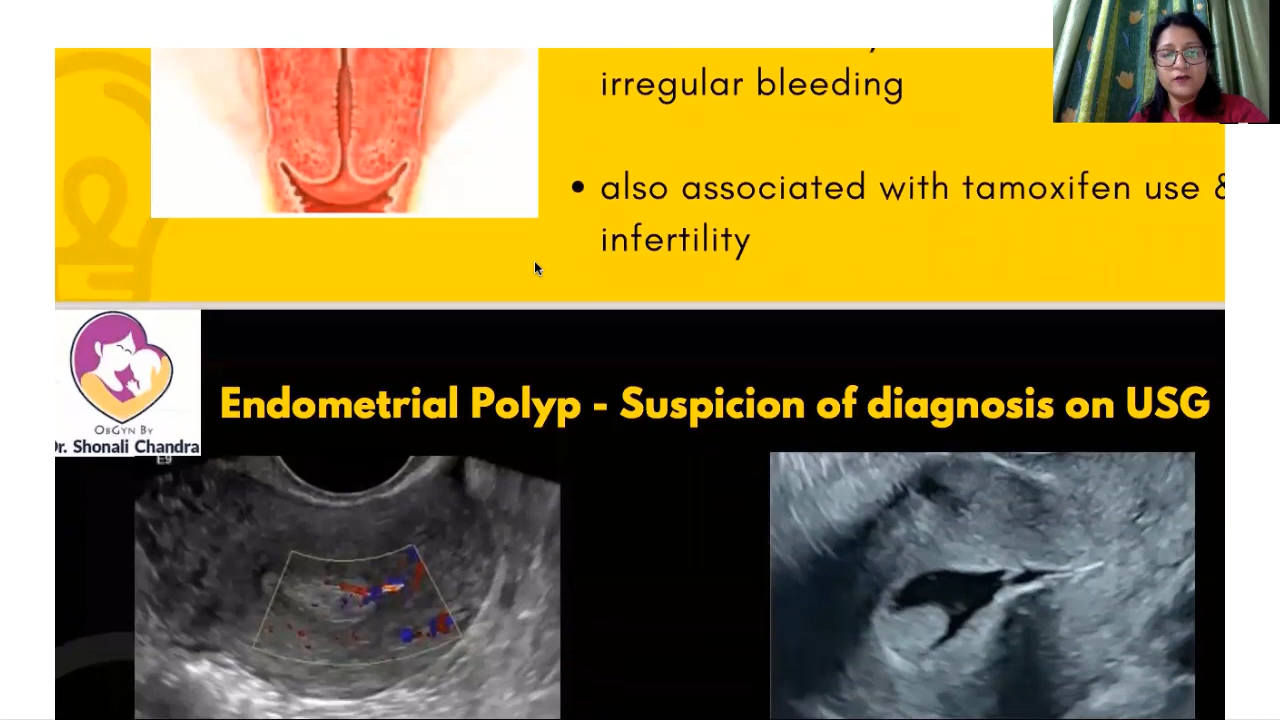 irregular bleeding
• also associated with tamoxifen use &
infertility
ObGyn By
Dr. Shonali Chandra
Endometrial Polyp - Suspicion of diagnosis on USG